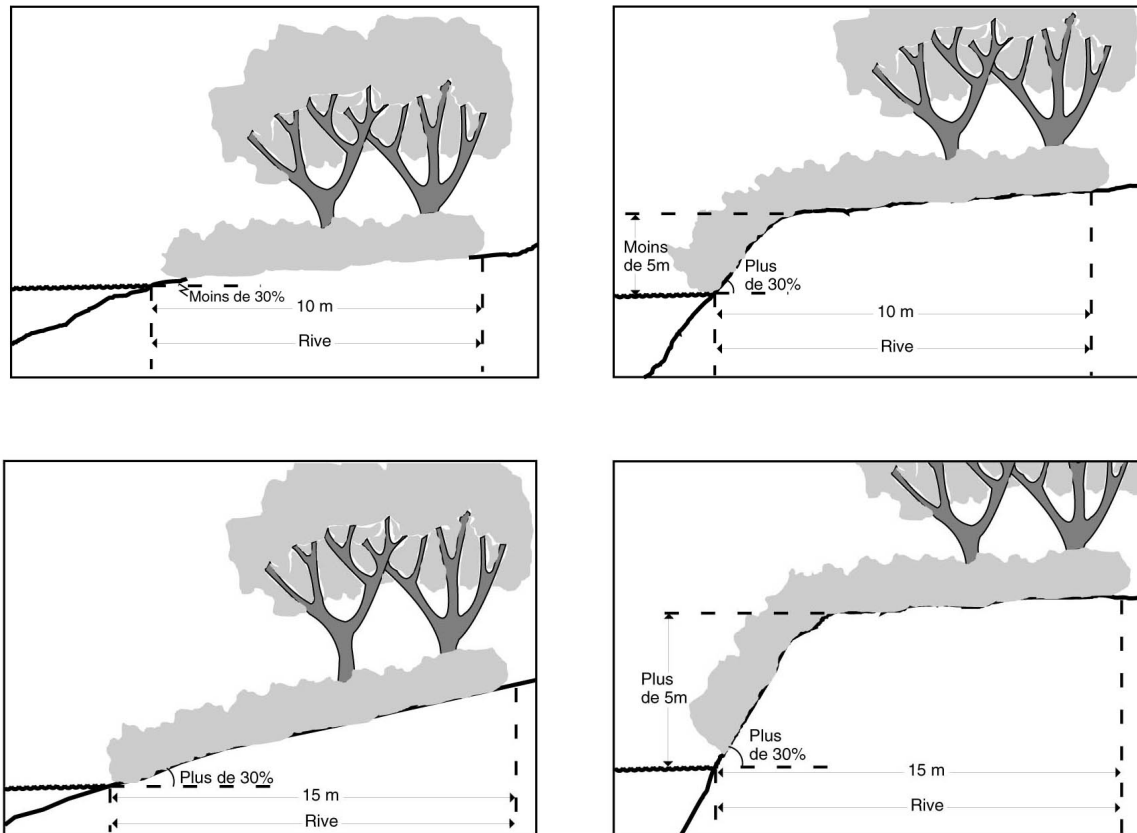 Moins de 30%
10 m
Rive
Moins
de 5m
Plus
de 30%
10 m
Rive
Plus de 30%
15 m
Rive
Plus
de 5m
Plus
de 30%
15 m
Rive